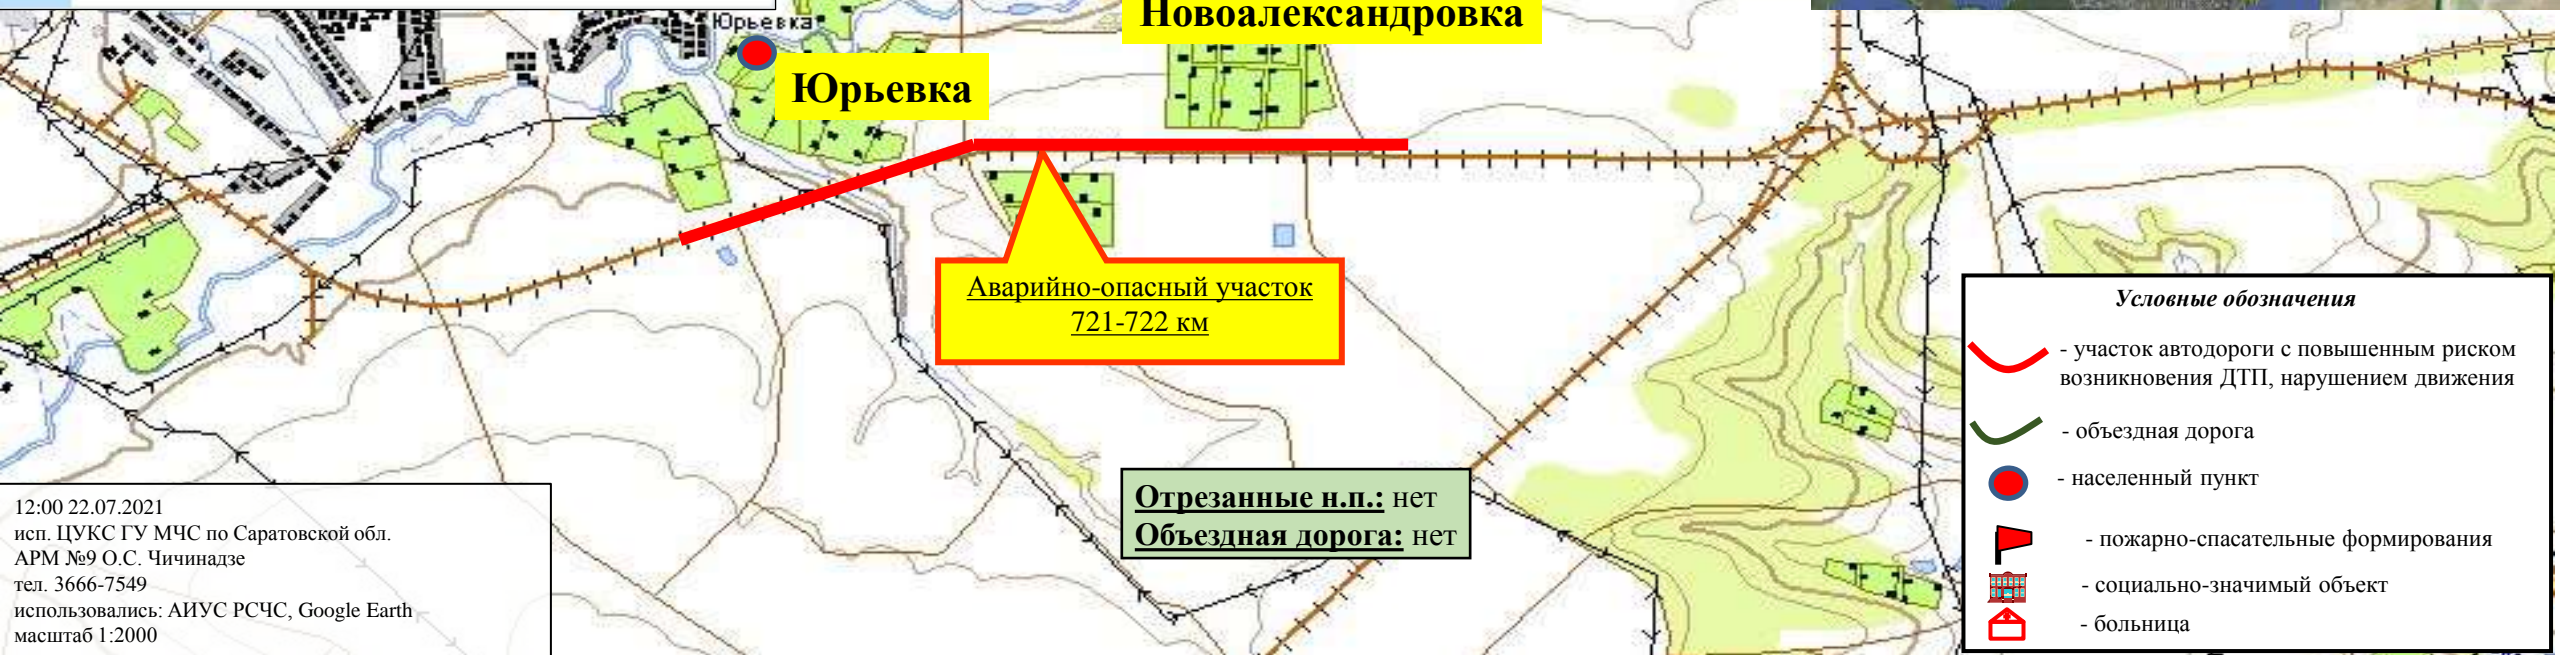 Новоалександровка
Юрьевка
Юрьевка
Аварийно-опасный участок
721-722 км
Условные обозначения
- участок автодороги с повышенным риском
возникновения ДТП, нарушением движения
- объездная дорога
- населенный пункт
- пожарно-спасательные формирования
- социально-значимый объект
- больница
Отрезанные н.п.: нет
Объездная дорога: нет
12:00 22.07.2021
исп. ЦУКС ГУ МЧС по Саратовской обл.
АРМ №9 О.С. Чичинадзе
тел. 3666-7549
использовались: АИУС РСЧС, Google Earth
масштаб 1:2000